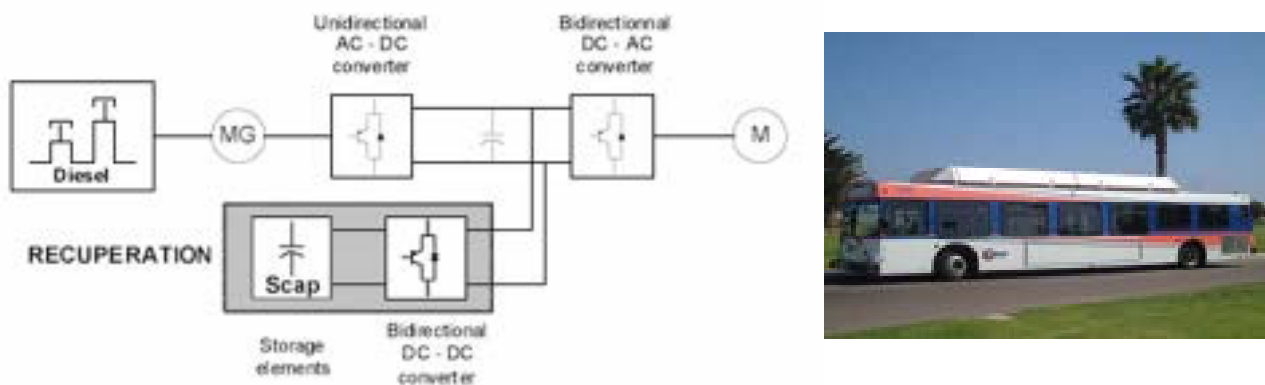 Unidirectional
AC - DC
converter
Bidirectionnal
DC - AC
converter
Diesel
MG
M
RECUPERATION
Scap
Storage
elements
Bidirectional
DC - DC
converter